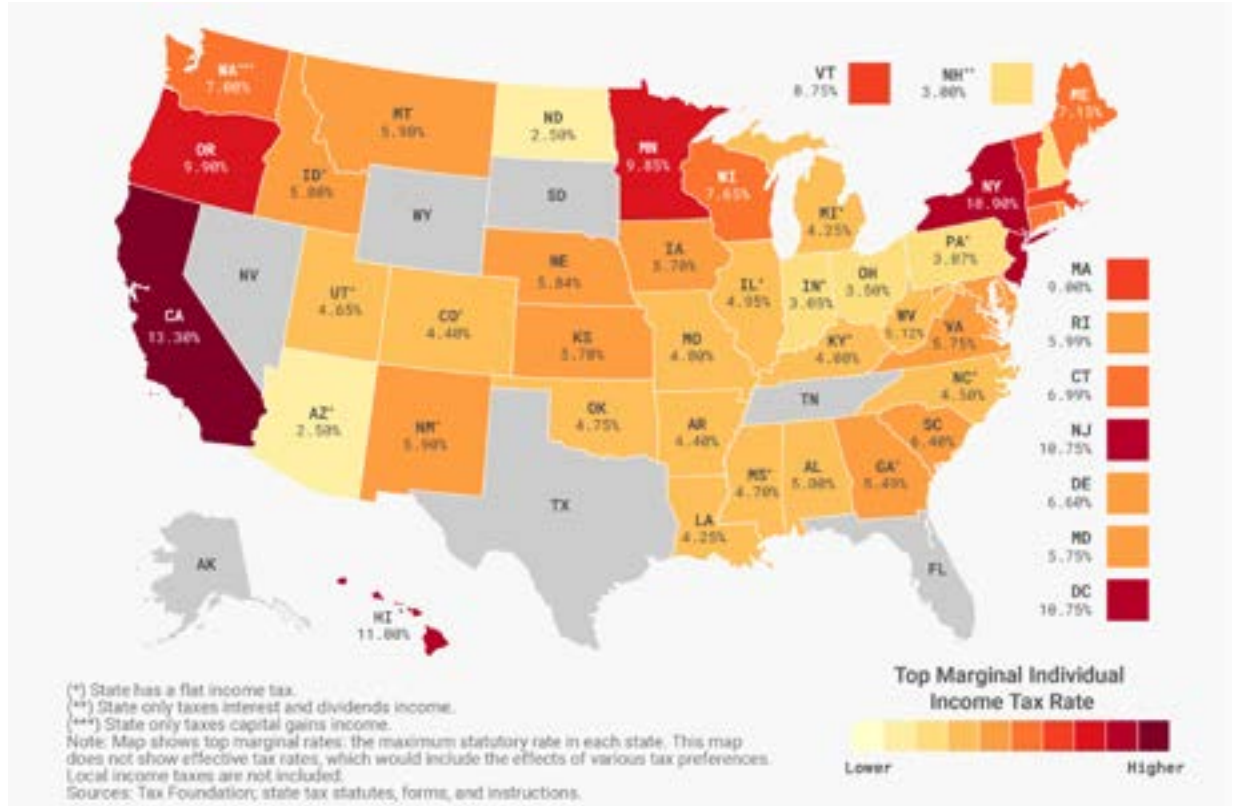 WA***
7.00%
VT
8.75%
NH**
3.00%
ME
7.15%
MT
5.90%
ND
2.50%
MN
9.85%
OR
9.90%
ID*
5.80%
WI
7.65%
NY
10.90%
WY
SD
MI*
4.25%
PA*
3.07%
NV
UT*
4.65%
NE
5.84%
IA
5.70%
IL*
4.95%
IN*
3.05%
OH
3.50%
MA
9.00%
CA
13.30%
CO*
4.40%
KS
5.70%
MO
4.80%
KY*
4.00%
WV
5.12%
VA
5.75%
RI
5.99%
CT
6.99%
AZ*
2.50%
NM*
5.90%
OK
4.75%
AR
4.40%
TN
NC*
4.50%
SC
6.40%
NJ
10.75%
TX
LA
4.25%
MS*
4.70%
AL
5.00%
GA*
5.49%
DE
6.60%
MD
5.75%
AK
HI
11.00%
FL
DC
10.75%
(*) State has a flat income tax.
(**) State only taxes interest and dividends income.
(***) State only taxes capital gains income.
Note: Map shows top marginal rates: the maximum statutory rate in each state. This map
does not show effective tax rates, which would include the effects of various tax preferences.
Local income taxes are not included.
Sources: Tax Foundation; state tax statutes, forms, and instructions.
Top Marginal Individual
Income Tax Rate
Lower
Higher